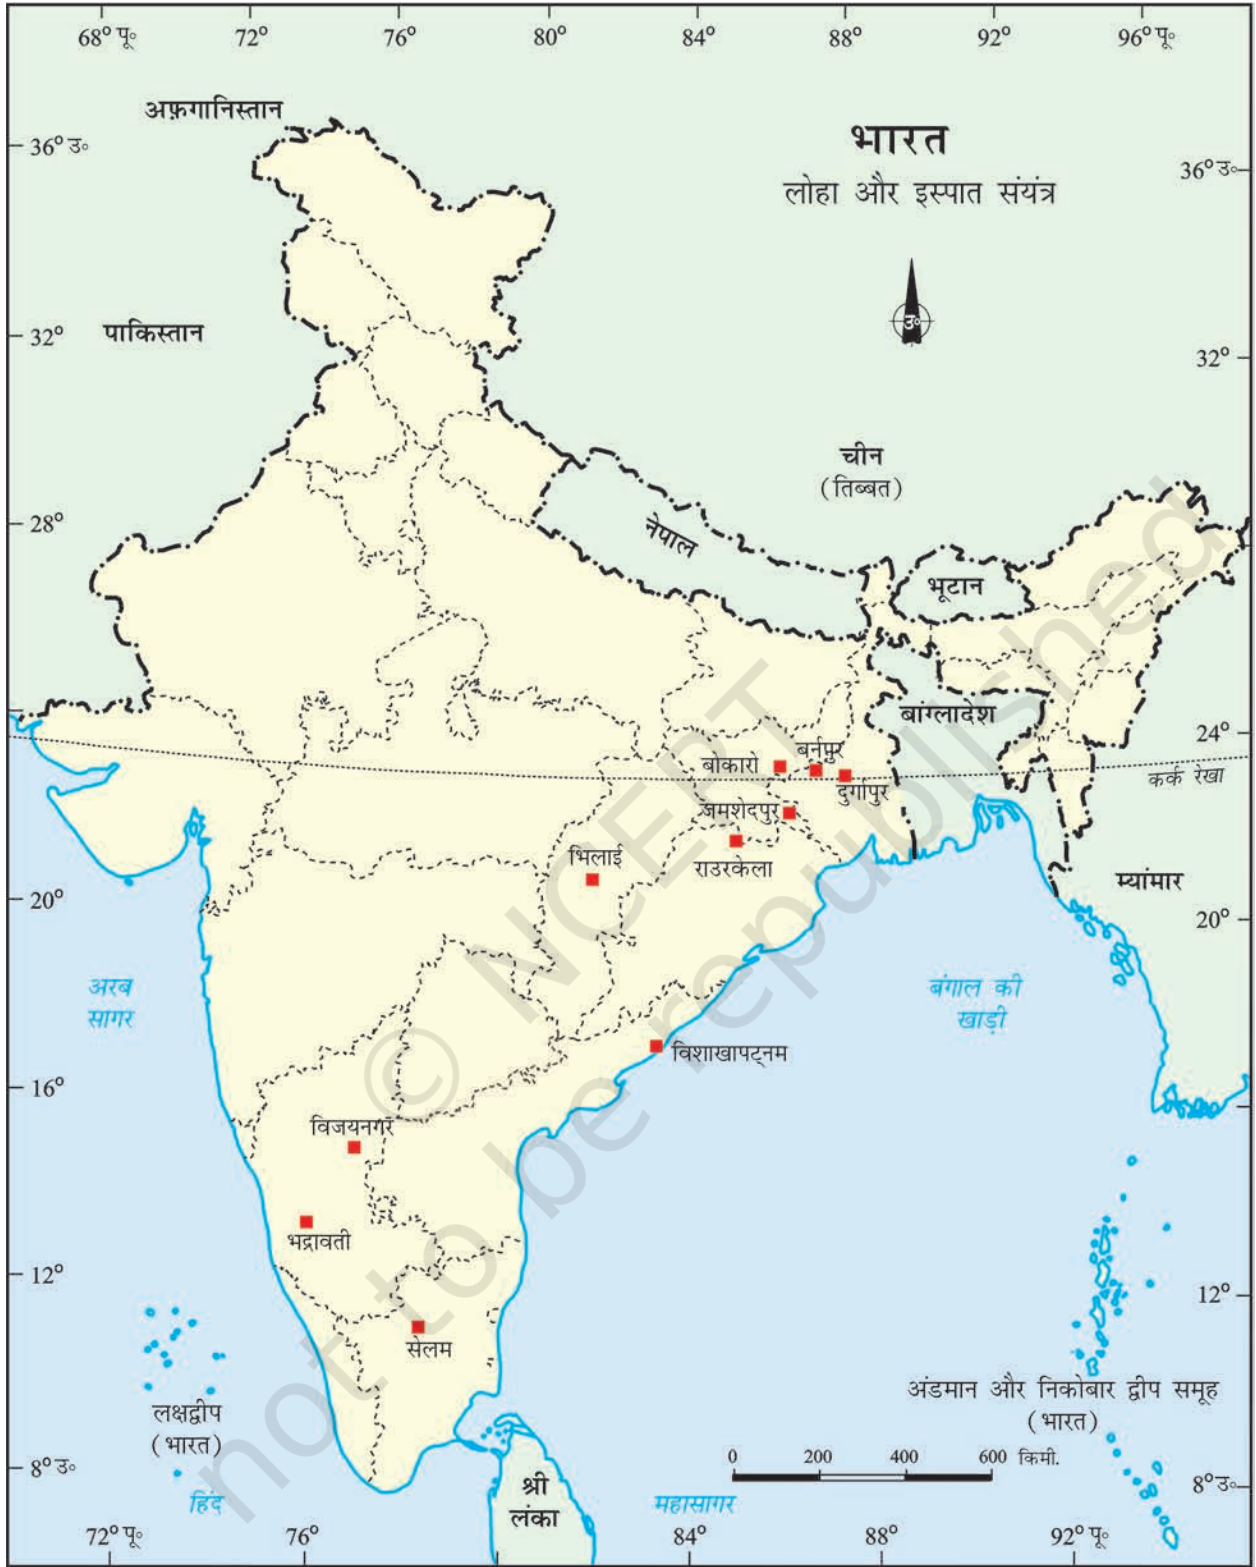 68° पू॰ 72° 76° 80° 84° 88° 92° 96° पू॰
अफ़गानिस्तान
भारत
लोहा और इस्पात संयंत्र
36° उ॰
36° उ॰
उ॰
पाकिस्तान
32°
32°
चीन
(तिब्बत)
28°
28°
नेपाल
भूटान
बांग्लादेश
24°
बर्नपुर
बोकारो
कर्क रेखा
दुर्गापुर
जमशेदपुर
भिलाई
राउरकेला
म्यांमार
20°
20°
अरब
सागर
बंगाल की
खाड़ी
विशाखापट्नम
16°
विजयनगर
भद्रावती
12°
12°
सेलम
अंडमान और निकोबार द्वीप समूह
(भारत)
लक्षद्वीप
(भारत)
0 200 400 600 किमी.
8° उ॰
8° उ॰
श्री
लंका
हिंद
महासागर
72° पू॰ 76° 84° 88° 92° पू॰
© NCERT
not to be republished